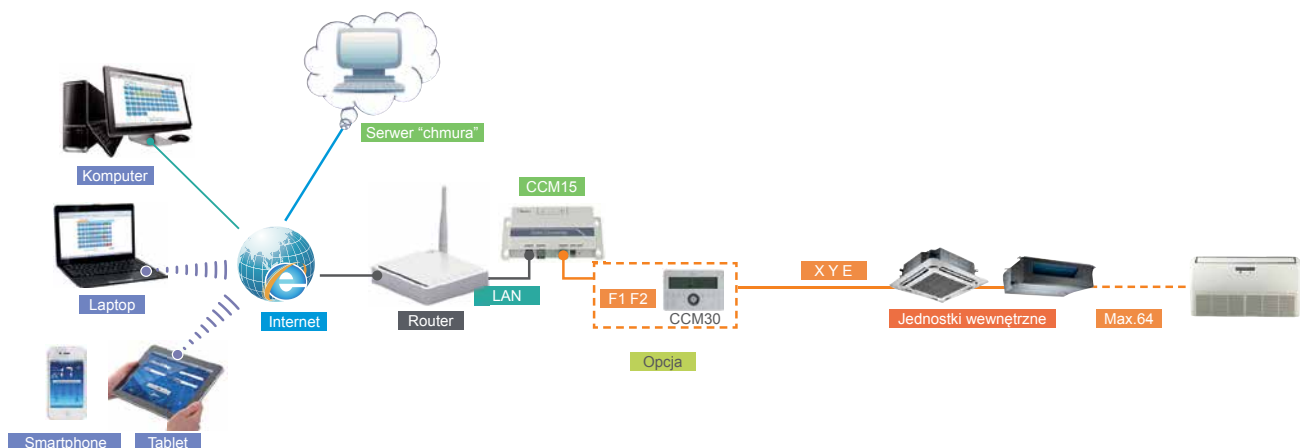 Serwer “chmura”
Komputer
CCM15
X Y E
F1 F2
LAN
Laptop
Internet
Router
CCM30
Jednostki wewnętrzne
Max.64
Opcja
Smartphone
Tablet